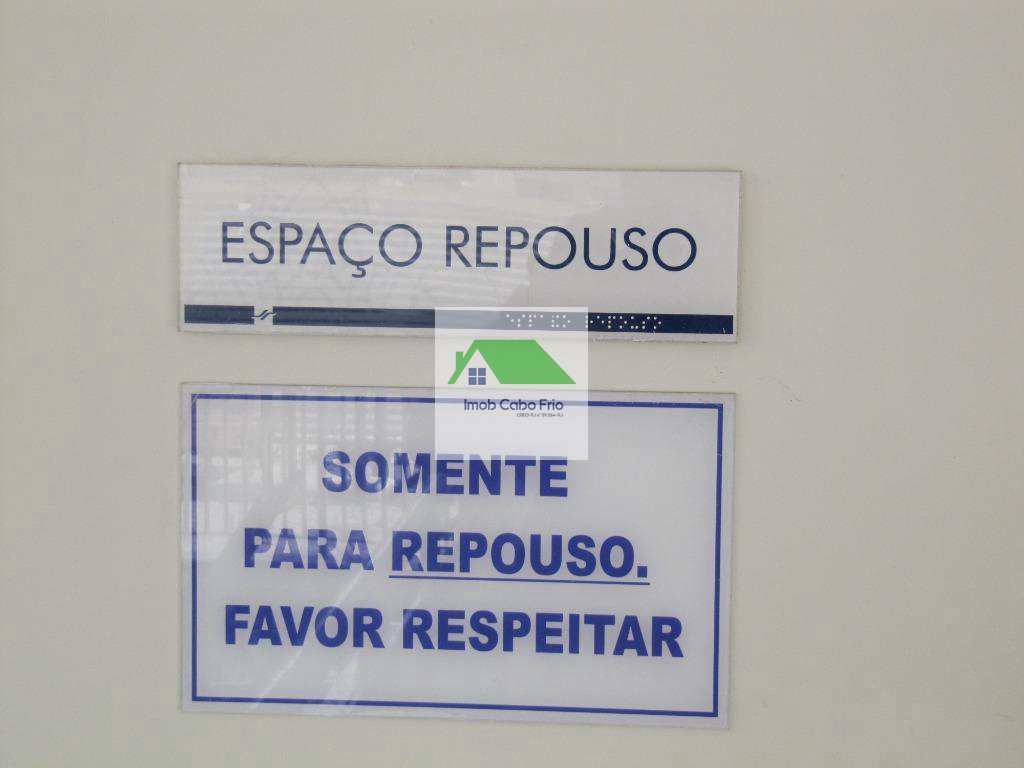 ESPAÇO REPOUSO
Imob Cabo Frio
SOMENTE
PARA REPOUSO.
FAVOR RESPEITAR